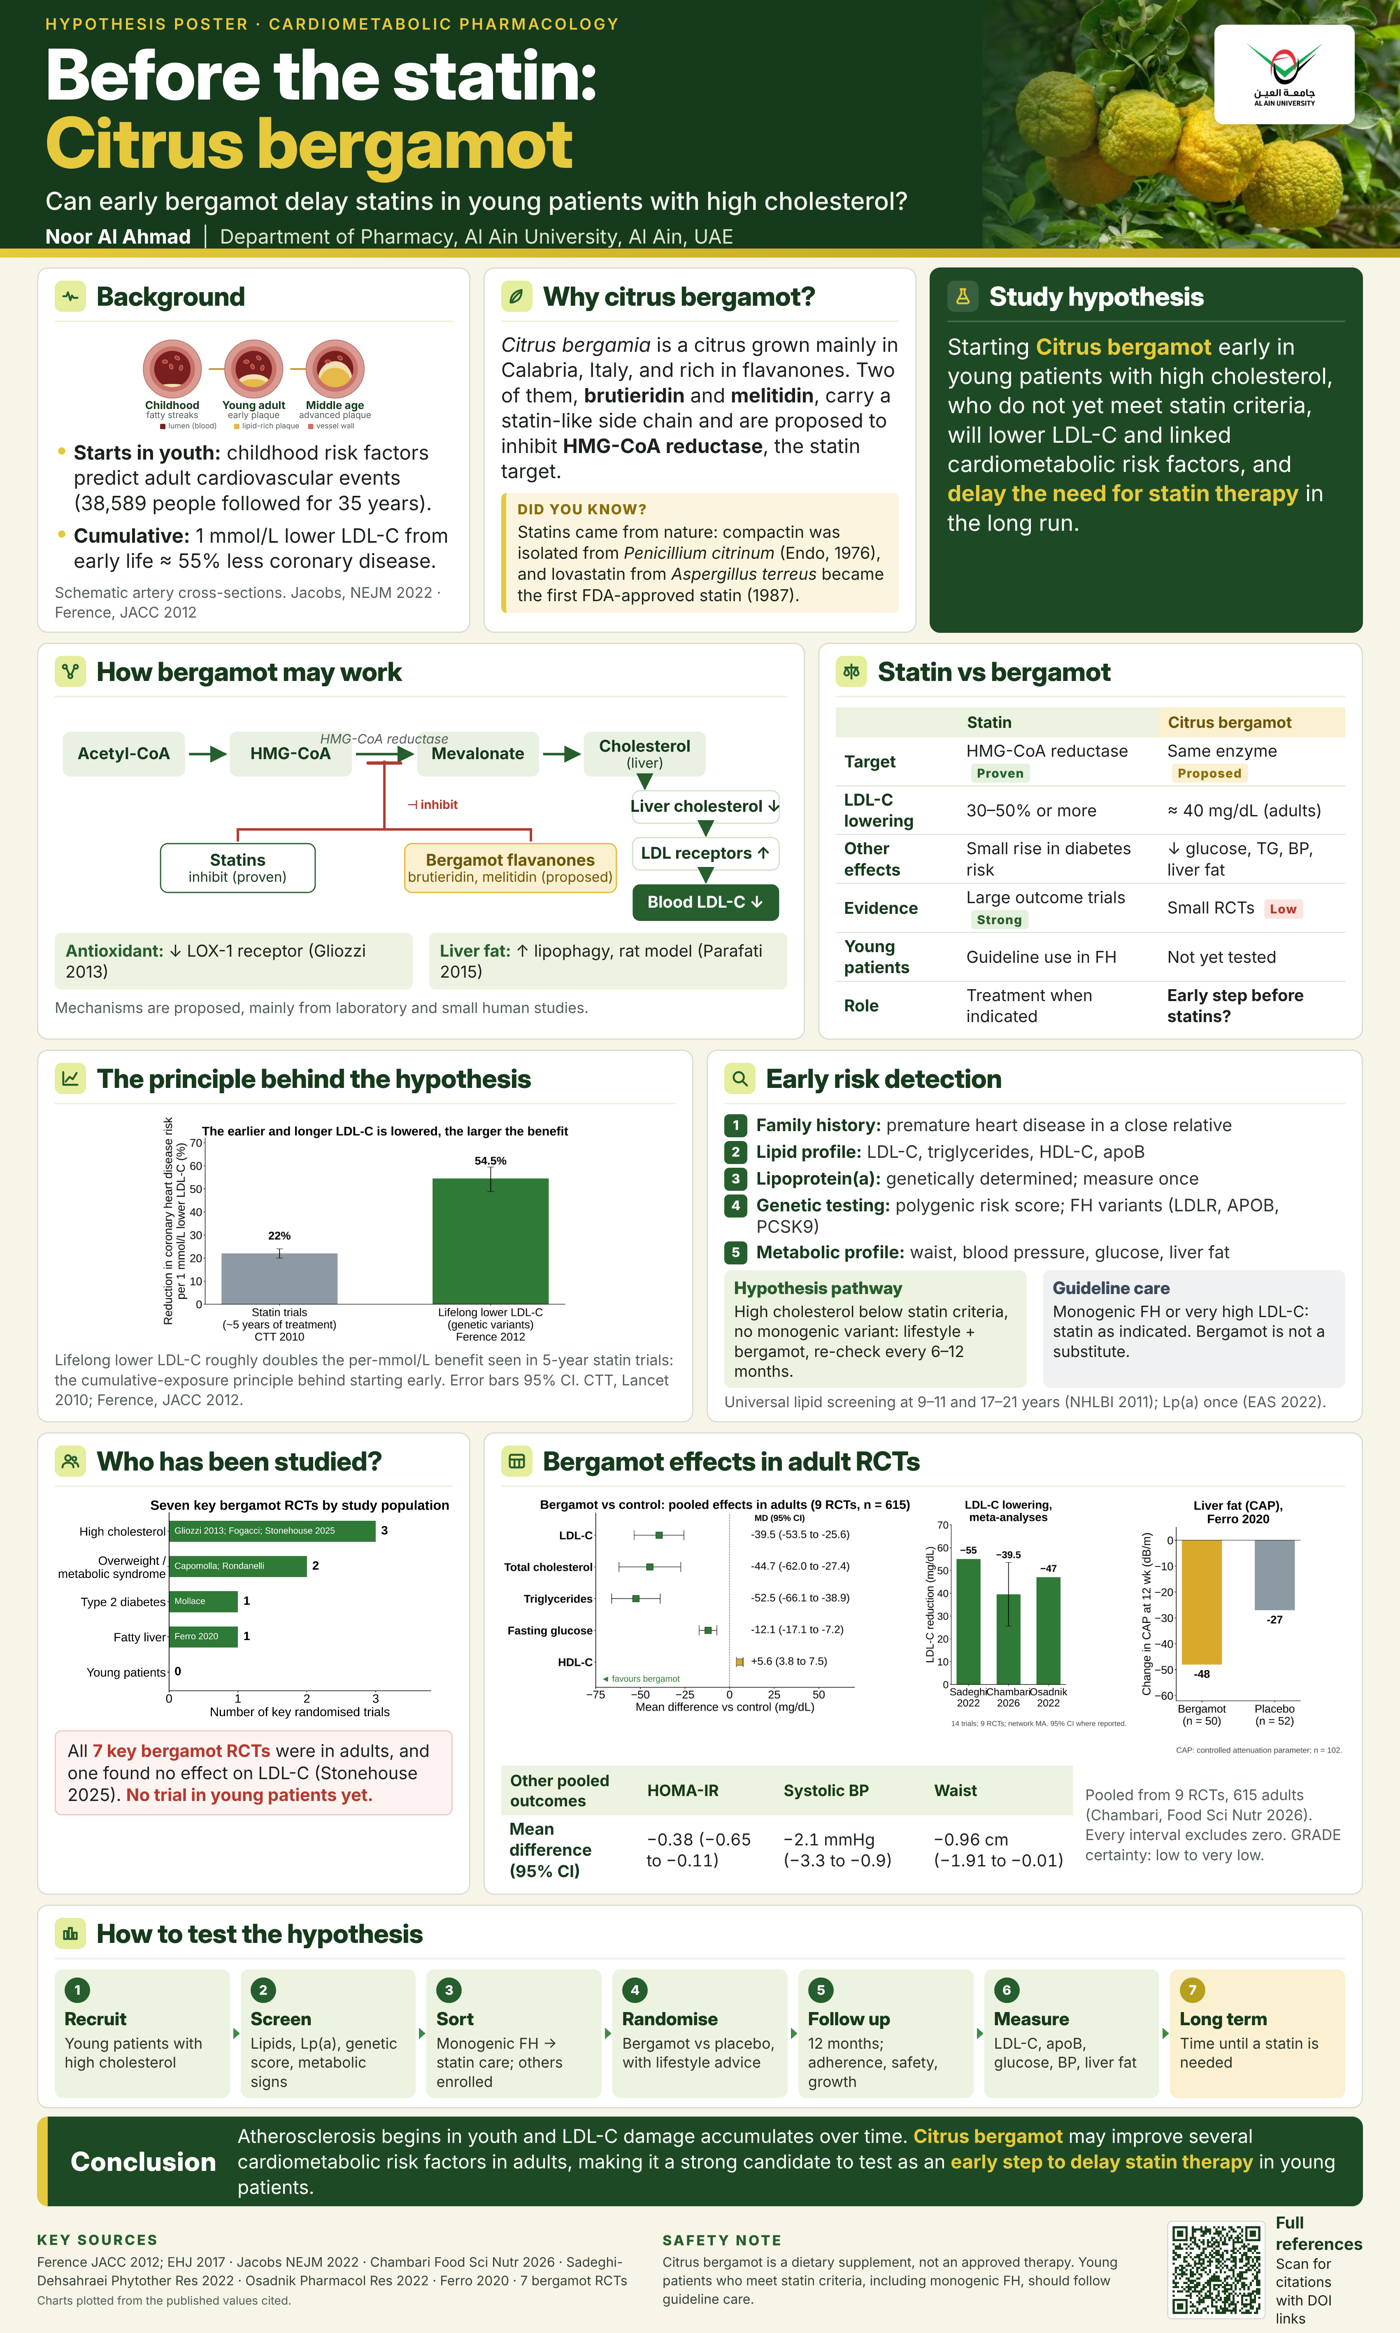 HYPOTHESIS POSTER · CARDIOMETABOLIC PHARMACOLOGY
Before the statin:
Citrus bergamot
Can early bergamot delay statins in young patients with high cholesterol?
Noor Al Ahmad | Department of Pharmacy, Al Ain University, Al Ain, UAE
جامعة العين
AL AIN UNIVERSITY
Background
Childhood
fatty streaks
Young adult
early plaque
Middle age
advanced plaque
lumen (blood)
lipid-rich plaque
vessel wall
• Starts in youth: childhood risk factors
predict adult cardiovascular events
(38,589 people followed for 35 years).
• Cumulative: 1 mmol/L lower LDL-C from
early life ≈ 55% less coronary disease.
Schematic artery cross-sections. Jacobs, NEJM 2022 ·
Ference, JACC 2012
Why citrus bergamot?
Citrus bergamia is a citrus grown mainly in
Calabria, Italy, and rich in flavanones. Two
of them, brutieridin and melitidin, carry a
statin-like side chain and are proposed to
inhibit HMG-CoA reductase, the statin
target.
DID YOU KNOW?
Statins came from nature: compactin was
isolated from Penicillium citrinum (Endo, 1976),
and lovastatin from Aspergillus terreus became
the first FDA-approved statin (1987).
Study hypothesis
Starting Citrus bergamot early in
young patients with high cholesterol,
who do not yet meet statin criteria,
will lower LDL-C and linked
cardiometabolic risk factors, and
delay the need for statin therapy in
the long run.
How bergamot may work
Acetyl-CoA
HMG-CoA
HMG-CoA reductase
Mevalonate
Cholesterol
(liver)
⊣ inhibit
Liver cholesterol ↓
LDL receptors ↑
Blood LDL-C ↓
Statins
inhibit (proven)
Bergamot flavanones
brutieridin, melitidin (proposed)
Antioxidant: ↓ LOX-1 receptor (Gliozzi
2013)
Liver fat: ↑ lipophagy, rat model (Parafati
2015)
Mechanisms are proposed, mainly from laboratory and small human studies.
Statin vs bergamot
Statin Citrus bergamot
Target HMG-CoA reductase Proven Same enzyme Proposed
LDL-C lowering 30–50% or more ≈ 40 mg/dL (adults)
Other effects Small rise in diabetes risk ↓ glucose, TG, BP, liver fat
Evidence Large outcome trials Strong Small RCTs Low
Young patients Guideline use in FH Not yet tested
Role Treatment when indicated Early step before statins?
The principle behind the hypothesis
The earlier and longer LDL-C is lowered, the larger the benefit
Reduction in coronary heart disease risk
per 1 mmol/L lower LDL-C (%)
70
60
50
40
30
20
10
0
22%
54.5%
Statin trials
(~5 years of treatment)
CTT 2010
Lifelong lower LDL-C
(genetic variants)
Ference 2012
Lifelong lower LDL-C roughly doubles the per-mmol/L benefit seen in 5-year statin trials:
the cumulative-exposure principle behind starting early. Error bars 95% CI. CTT, Lancet
2010; Ference, JACC 2012.
Early risk detection
1 Family history: premature heart disease in a close relative
2 Lipid profile: LDL-C, triglycerides, HDL-C, apoB
3 Lipoprotein(a): genetically determined; measure once
4 Genetic testing: polygenic risk score; FH variants (LDLR, APOB,
PCSK9)
5 Metabolic profile: waist, blood pressure, glucose, liver fat
Hypothesis pathway
High cholesterol below statin criteria,
no monogenic variant: lifestyle +
bergamot, re-check every 6–12
months.
Guideline care
Monogenic FH or very high LDL-C:
statin as indicated. Bergamot is not a
substitute.
Universal lipid screening at 9–11 and 17–21 years (NHLBI 2011); Lp(a) once (EAS 2022).
Who has been studied?
Seven key bergamot RCTs by study population
High cholesterol Gliozzi 2013; Fogacci; Stonehouse 2025 3
Overweight /
metabolic syndrome Capomolla; Rondanelli 2
Type 2 diabetes Mollace 1
Fatty liver Ferro 2020 1
Young patients 0
0 1 2 3
Number of key randomised trials
All 7 key bergamot RCTs were in adults, and
one found no effect on LDL-C (Stonehouse
2025). No trial in young patients yet.
Bergamot effects in adult RCTs
Bergamot vs control: pooled effects in adults (9 RCTs, n = 615)
MD (95% CI)
LDL-C -39.5 (-53.5 to -25.6)
Total cholesterol -44.7 (-62.0 to -27.4)
Triglycerides -52.5 (-66.1 to -38.9)
Fasting glucose -12.1 (-17.1 to -7.2)
HDL-C +5.6 (3.8 to 7.5)
◄ favours bergamot
−75 −50 −25 0 25 50
Mean difference vs control (mg/dL)
LDL-C lowering,
meta-analyses
LDL-C reduction (mg/dL)
70
60
50
40
30
20
10
0
−55
−39.5
−47
Sadeghi
2022
Chambari
2026
Osadnik
2022
14 trials; 9 RCTs; network MA. 95% CI where reported.
Liver fat (CAP),
Ferro 2020
Change in CAP at 12 wk (dB/m)
0
−10
−20
−30
−40
−50
−60
-48
-27
Bergamot
(n = 50)
Placebo
(n = 52)
CAP: controlled attenuation parameter; n = 102.
Other pooled outcomes HOMA-IR Systolic BP Waist
Mean difference (95% CI) −0.38 (−0.65 to −0.11) −2.1 mmHg (−3.3 to −0.9) −0.96 cm (−1.91 to −0.01)
Pooled from 9 RCTs, 615 adults
(Chambari, Food Sci Nutr 2026).
Every interval excludes zero. GRADE
certainty: low to very low.
How to test the hypothesis
1
Recruit
Young patients with
high cholesterol
2
Screen
Lipids, Lp(a), genetic
score, metabolic
signs
3
Sort
Monogenic FH →
statin care; others
enrolled
4
Randomise
Bergamot vs placebo,
with lifestyle advice
5
Follow up
12 months;
adherence, safety,
growth
6
Measure
LDL-C, apoB,
glucose, BP, liver fat
7
Long term
Time until a statin is
needed
Conclusion
Atherosclerosis begins in youth and LDL-C damage accumulates over time. Citrus bergamot may improve several
cardiometabolic risk factors in adults, making it a strong candidate to test as an early step to delay statin therapy in young
patients.
KEY SOURCES
Ference JACC 2012; EHJ 2017 · Jacobs NEJM 2022 · Chambari Food Sci Nutr 2026 · Sadeghi-
Dehsahraei Phytother Res 2022 · Osadnik Pharmacol Res 2022 · Ferro 2020 · 7 bergamot RCTs
Charts plotted from the published values cited.
SAFETY NOTE
Citrus bergamot is a dietary supplement, not an approved therapy. Young
patients who meet statin criteria, including monogenic FH, should follow
guideline care.
Full
references
Scan for
citations
with DOI
links